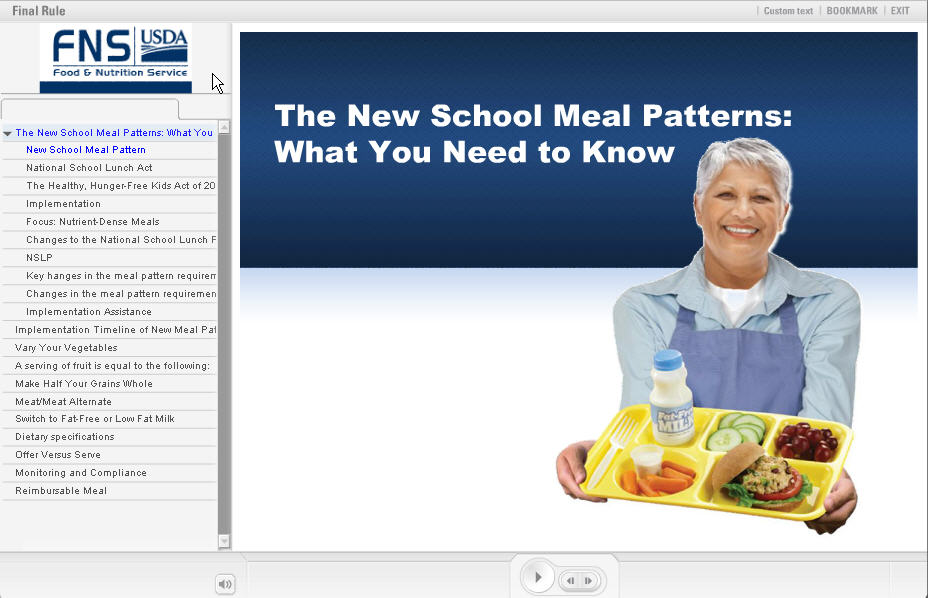 Final Rule
Custom text
BOOKMARK
EXIT
FNS USDA
Food & Nutrition Service
The New School Meal Patterns: What You
New School Meal Pattern
National School Lunch Act
The Healthy, Hunger-Free Kids Act of 20
Implementation
Focus: Nutrient-Dense Meals
Changes to the National School Lunch P
NSLP
Key hanges in the meal pattern requirem
Changes in the meal pattern requiremen
Implementation Assistance
Implementation Timeline of New Meal Pat
Vary Your Vegetables
A serving of fruit is equal to the following:
Make Half Your Grains Whole
Meat/Meat Alternate
Switch to Fat-Free or Low Fat Milk
Dietary specifications
Offer Versus Serve
Monitoring and Compliance
Reimbursable Meal
The New School Meal Patterns:
What You Need to Know
Fat-Free
MILK